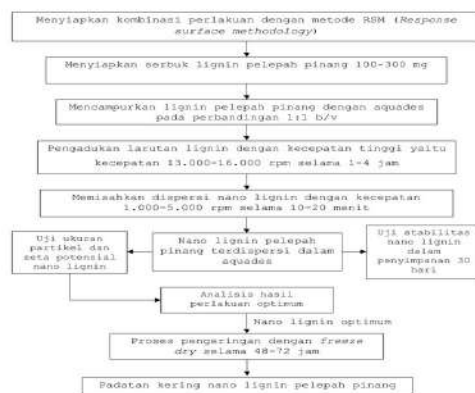 Menyiapkan kombinasi perlakuan dengan metode RSM (Response
surface methodology)
Menyiapkan serbuk lignin pelepah pinang 100-300 mg
Mencampurkan lignin pelepah pinang dengan aquades
pada perbandingan 1:1 b/v
Pengadukan larutan lignin dengan kecepatan tinggi yaitu
kecepatan 13.000-16.000 rpm selama 1-4 jam
Memisahkan dispersi nano lignin dengan kecepatan
1.000-5.000 rpm selama 10-20 menit
Uji ukuran
partikel dan
seta potensial
nano lignin
Nano lignin pelepah
pinang terdispersi dalam
aquades
Uji stabilitas
nano lignin
dalam
penyimpanan 30
hari
Analisis hasil
perlakuan optimum
Nano lignin optimum
Proses pengeringan dengan freeze
dry selama 48-72 jam
Padatan kering nano lignin pelepah pinang